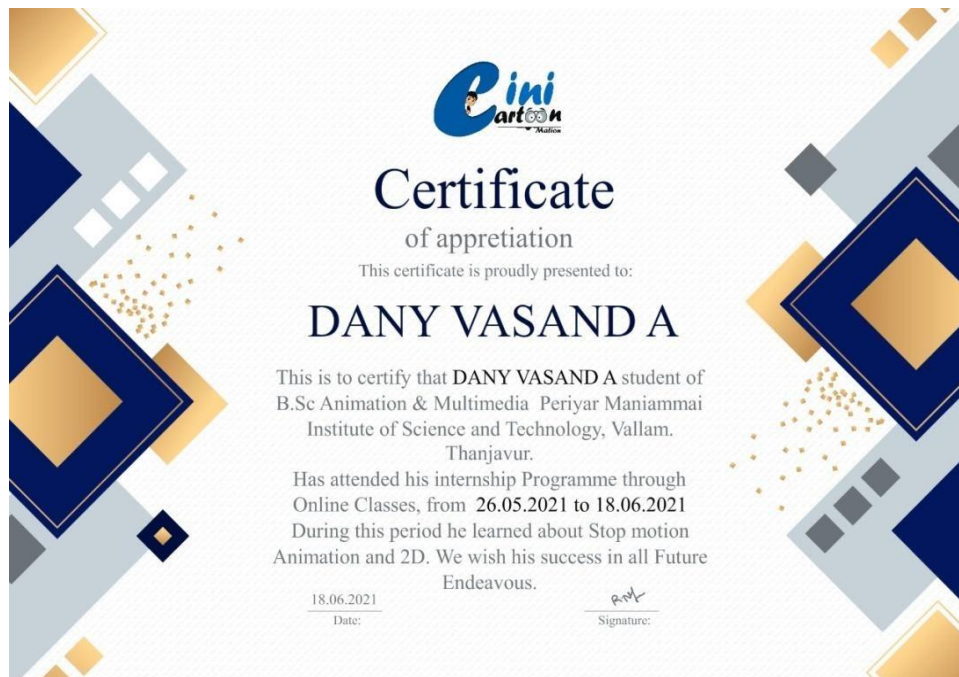 Cini
Cartoon
Mation
Certificate
of appretiation
This certificate is proudly presented to:
DANY VASAND A
This is to certify that DANY VASAND A student of
B.Sc Animation & Multimedia Periyar Maniammai
Institute of Science and Technology, Vallam.
Thanjavur.
Has attended his internship Programme through
Online Classes, from 26.05.2021 to 18.06.2021
During this period he learned about Stop motion
Animation and 2D. We wish his success in all Future
Endeavous.
18.06.2021
Date:
Signature: